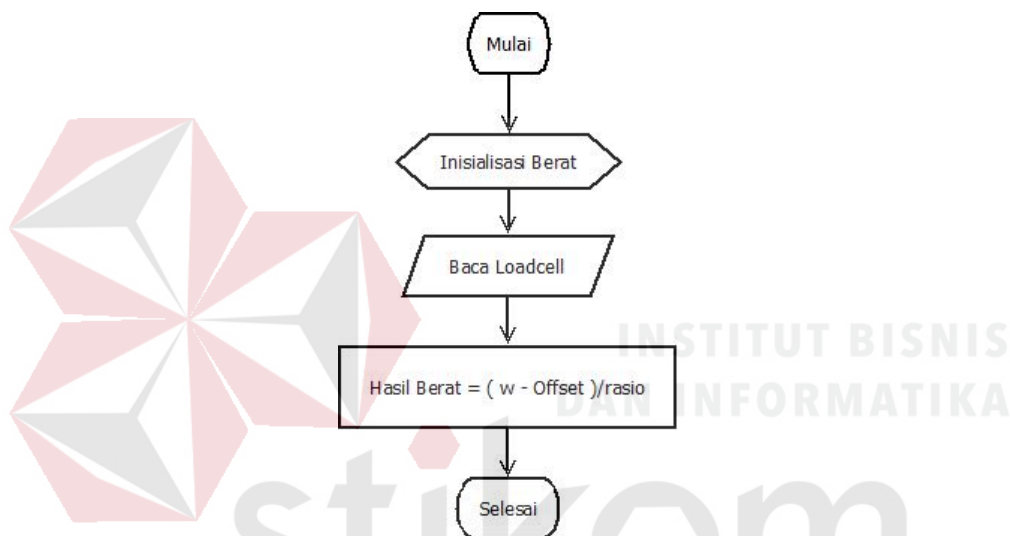 Mulai
Inisialisasi Berat
Baca Loadcell
INSTITUT BISNIS
Hasil Berat = ( w - Offset )/rasio
DAN INFORMATIKA
stikom
Selesai